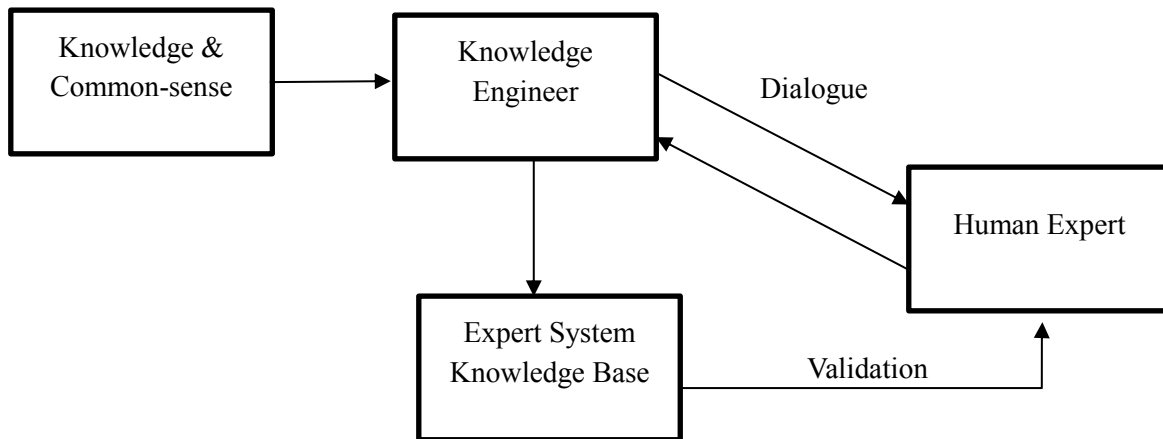 Knowledge &
Common-sense
Knowledge
Engineer
Dialogue
Human Expert
Expert System
Knowledge Base
Validation